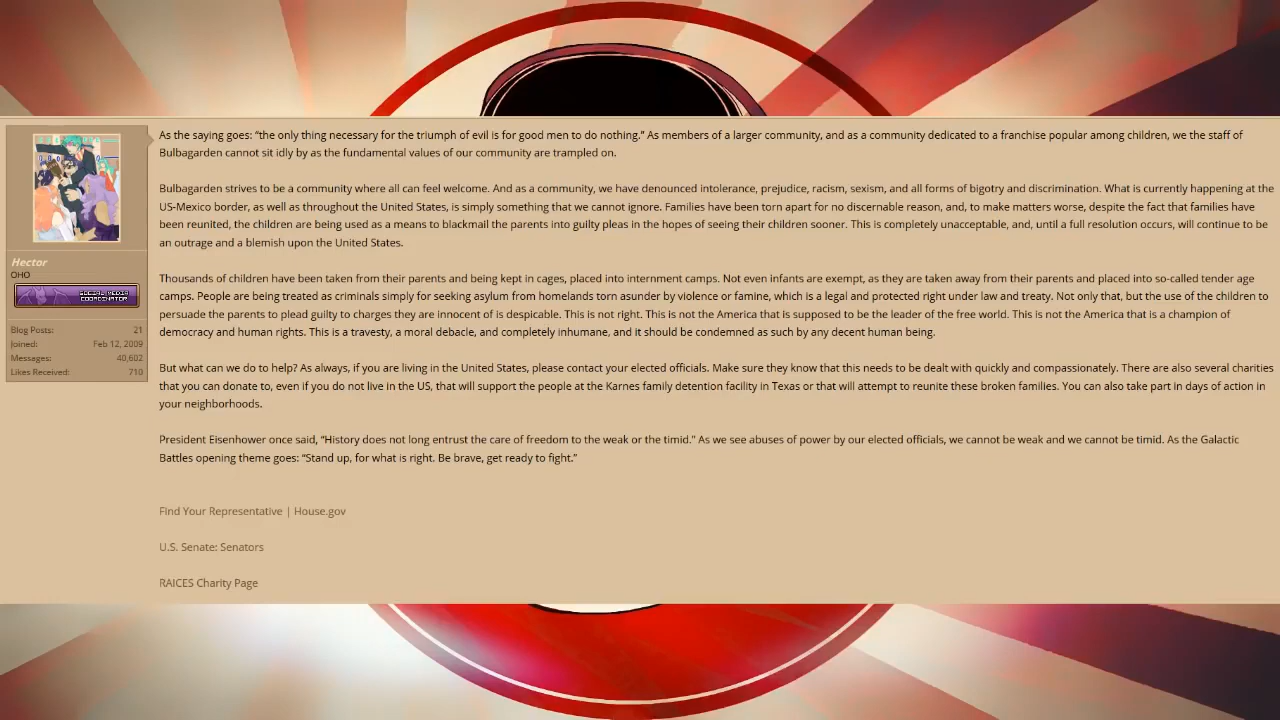 As the saying goes: “the only thing necessary for the triumph of evil is for good men to do nothing.” As members of a larger community, and as a community dedicated to a franchise popular among children, we the staff of
Bulbagarden cannot sit idly by as the fundamental values of our community are trampled on.
Bulbagarden strives to be a community where all can feel welcome. And as a community, we have denounced intolerance, prejudice, racism, sexism, and all forms of bigotry and discrimination. What is currently happening at the
US-Mexico border, as well as throughout the United States, is simply something that we cannot ignore. Families have been torn apart for no discernable reason, and, to make matters worse, despite the fact that families have
been reunited, the children are being used as a means to blackmail the parents into guilty pleas in the hopes of seeing their children sooner. This is completely unacceptable, and, until a full resolution occurs, will continue to be
an outrage and a blemish upon the United States.
Hector
OHO
SOCIAL MEDIA
COORDINATOR
Blog Posts: 21
Joined: Feb 12, 2009
Messages: 40,602
Likes Received: 710
Thousands of children have been taken from their parents and being kept in cages, placed into internment camps. Not even infants are exempt, as they are taken away from their parents and placed into so-called tender age
camps. People are being treated as criminals simply for seeking asylum from homelands torn asunder by violence or famine, which is a legal and protected right under law and treaty. Not only that, but the use of the children to
persuade the parents to plead guilty to charges they are innocent of is despicable. This is not right. This is not the America that is supposed to be the leader of the free world. This is not the America that is a champion of
democracy and human rights. This is a travesty, a moral debacle, and completely inhumane, and it should be condemned as such by any decent human being.
But what can we do to help? As always, if you are living in the United States, please contact your elected officials. Make sure they know that this needs to be dealt with quickly and compassionately. There are also several charities
that you can donate to, even if you do not live in the US, that will support the people at the Karnes family detention facility in Texas or that will attempt to reunite these broken families. You can also take part in days of action in
your neighborhoods.
President Eisenhower once said, “History does not long entrust the care of freedom to the weak or the timid.” As we see abuses of power by our elected officials, we cannot be weak and we cannot be timid. As the Galactic
Battles opening theme goes: “Stand up, for what is right. Be brave, get ready to fight.”
Find Your Representative | House.gov
U.S. Senate: Senators
RAICES Charity Page